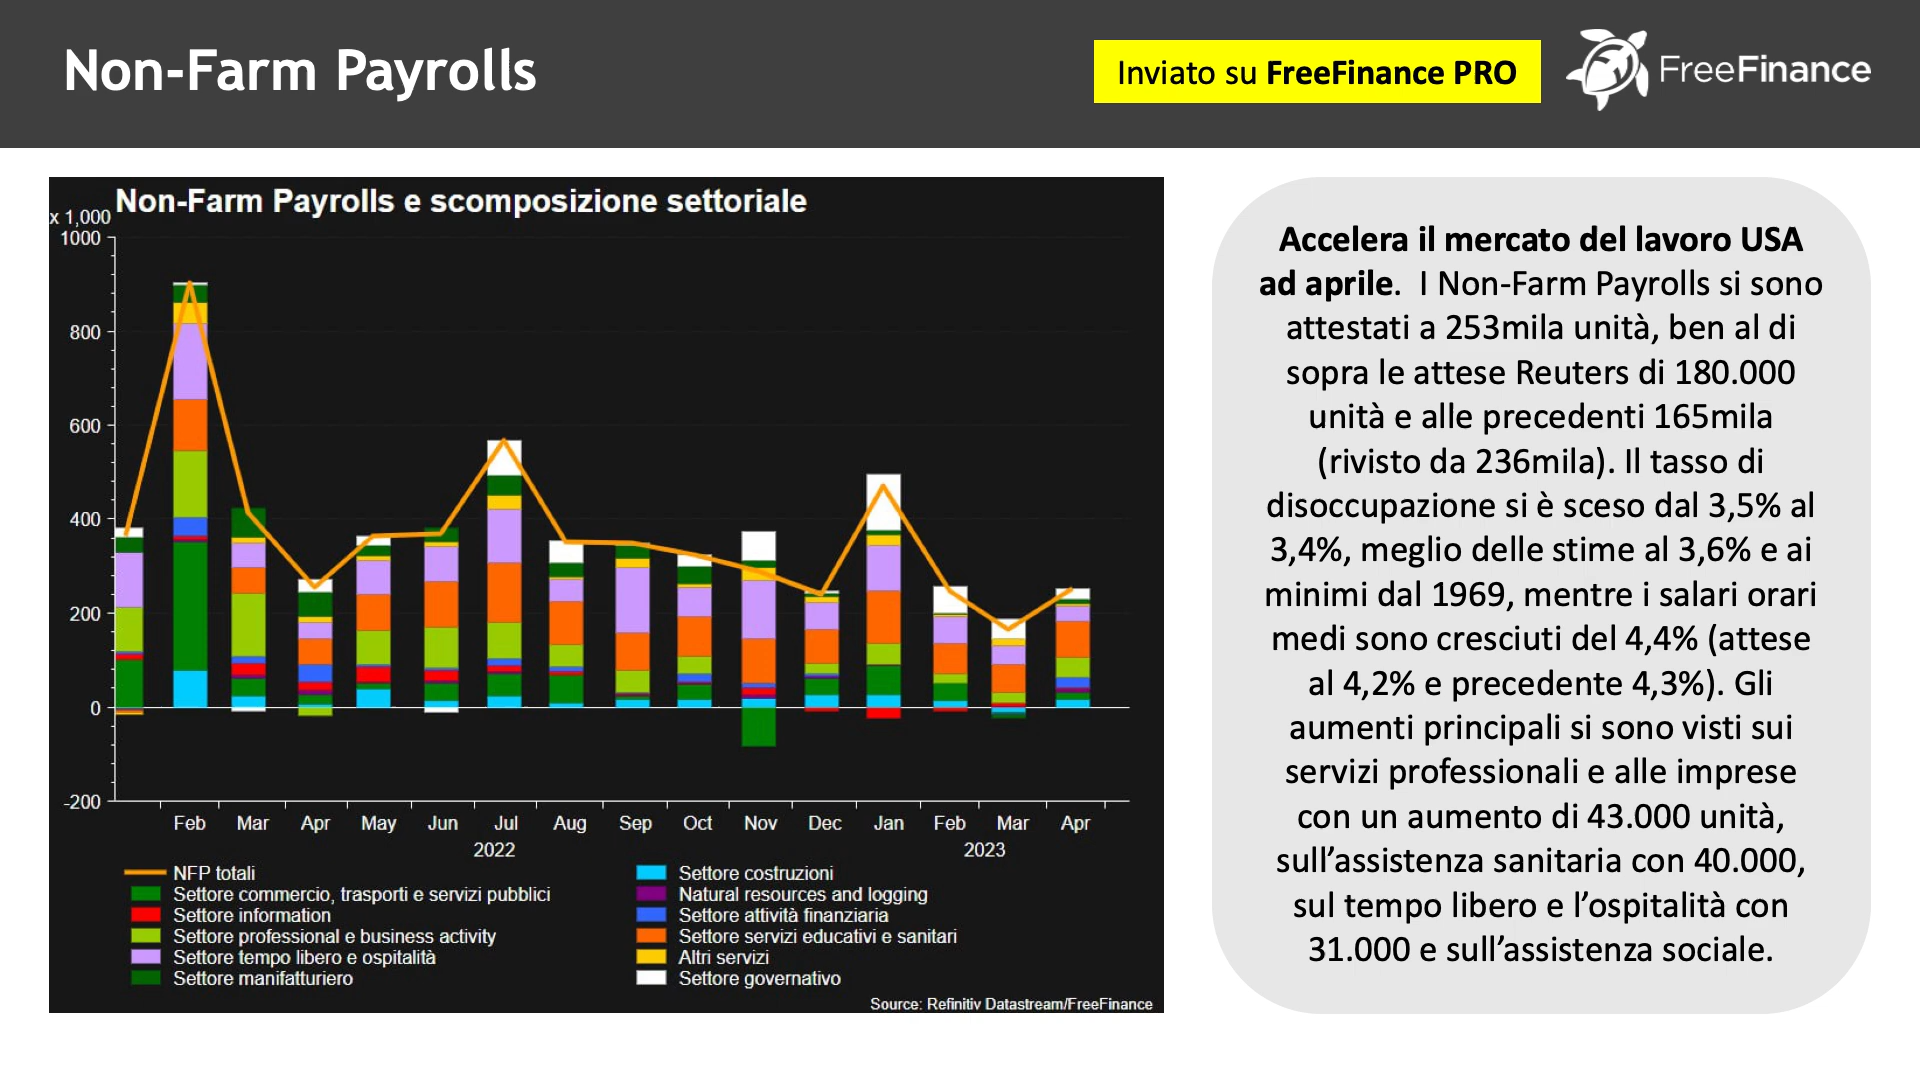 Non-Farm Payrolls
Inviato su FreeFinance PRO
FreeFinance
Non-Farm Payrolls e scomposizione settoriale
x 1,000
1000
800
600
400
200
0
-200
Feb Mar Apr May Jun Jul Aug Sep Oct Nov Dec Jan Feb Mar Apr
2022 2023
NFP totali
Settore commercio, trasporti e servizi pubblici
Settore information
Settore professional e business activity
Settore tempo libero e ospitalità
Settore manifatturiero
Settore costruzioni
Natural resources and logging
Settore attività finanziaria
Settore servizi educativi e sanitari
Altri servizi
Settore governativo
Source: Refinitiv Datastream/FreeFinance
Accelera il mercato del lavoro USA
ad aprile. I Non-Farm Payrolls si sono
attestati a 253mila unità, ben al di
sopra le attese Reuters di 180.000
unità e alle precedenti 165mila
(rivisto da 236mila). Il tasso di
disoccupazione si è sceso dal 3,5% al
3,4%, meglio delle stime al 3,6% e ai
minimi dal 1969, mentre i salari orari
medi sono cresciuti del 4,4% (attese
al 4,2% e precedente 4,3%). Gli
aumenti principali si sono visti sui
servizi professionali e alle imprese
con un aumento di 43.000 unità,
sull’assistenza sanitaria con 40.000,
sul tempo libero e l’ospitalità con
31.000 e sull’assistenza sociale.